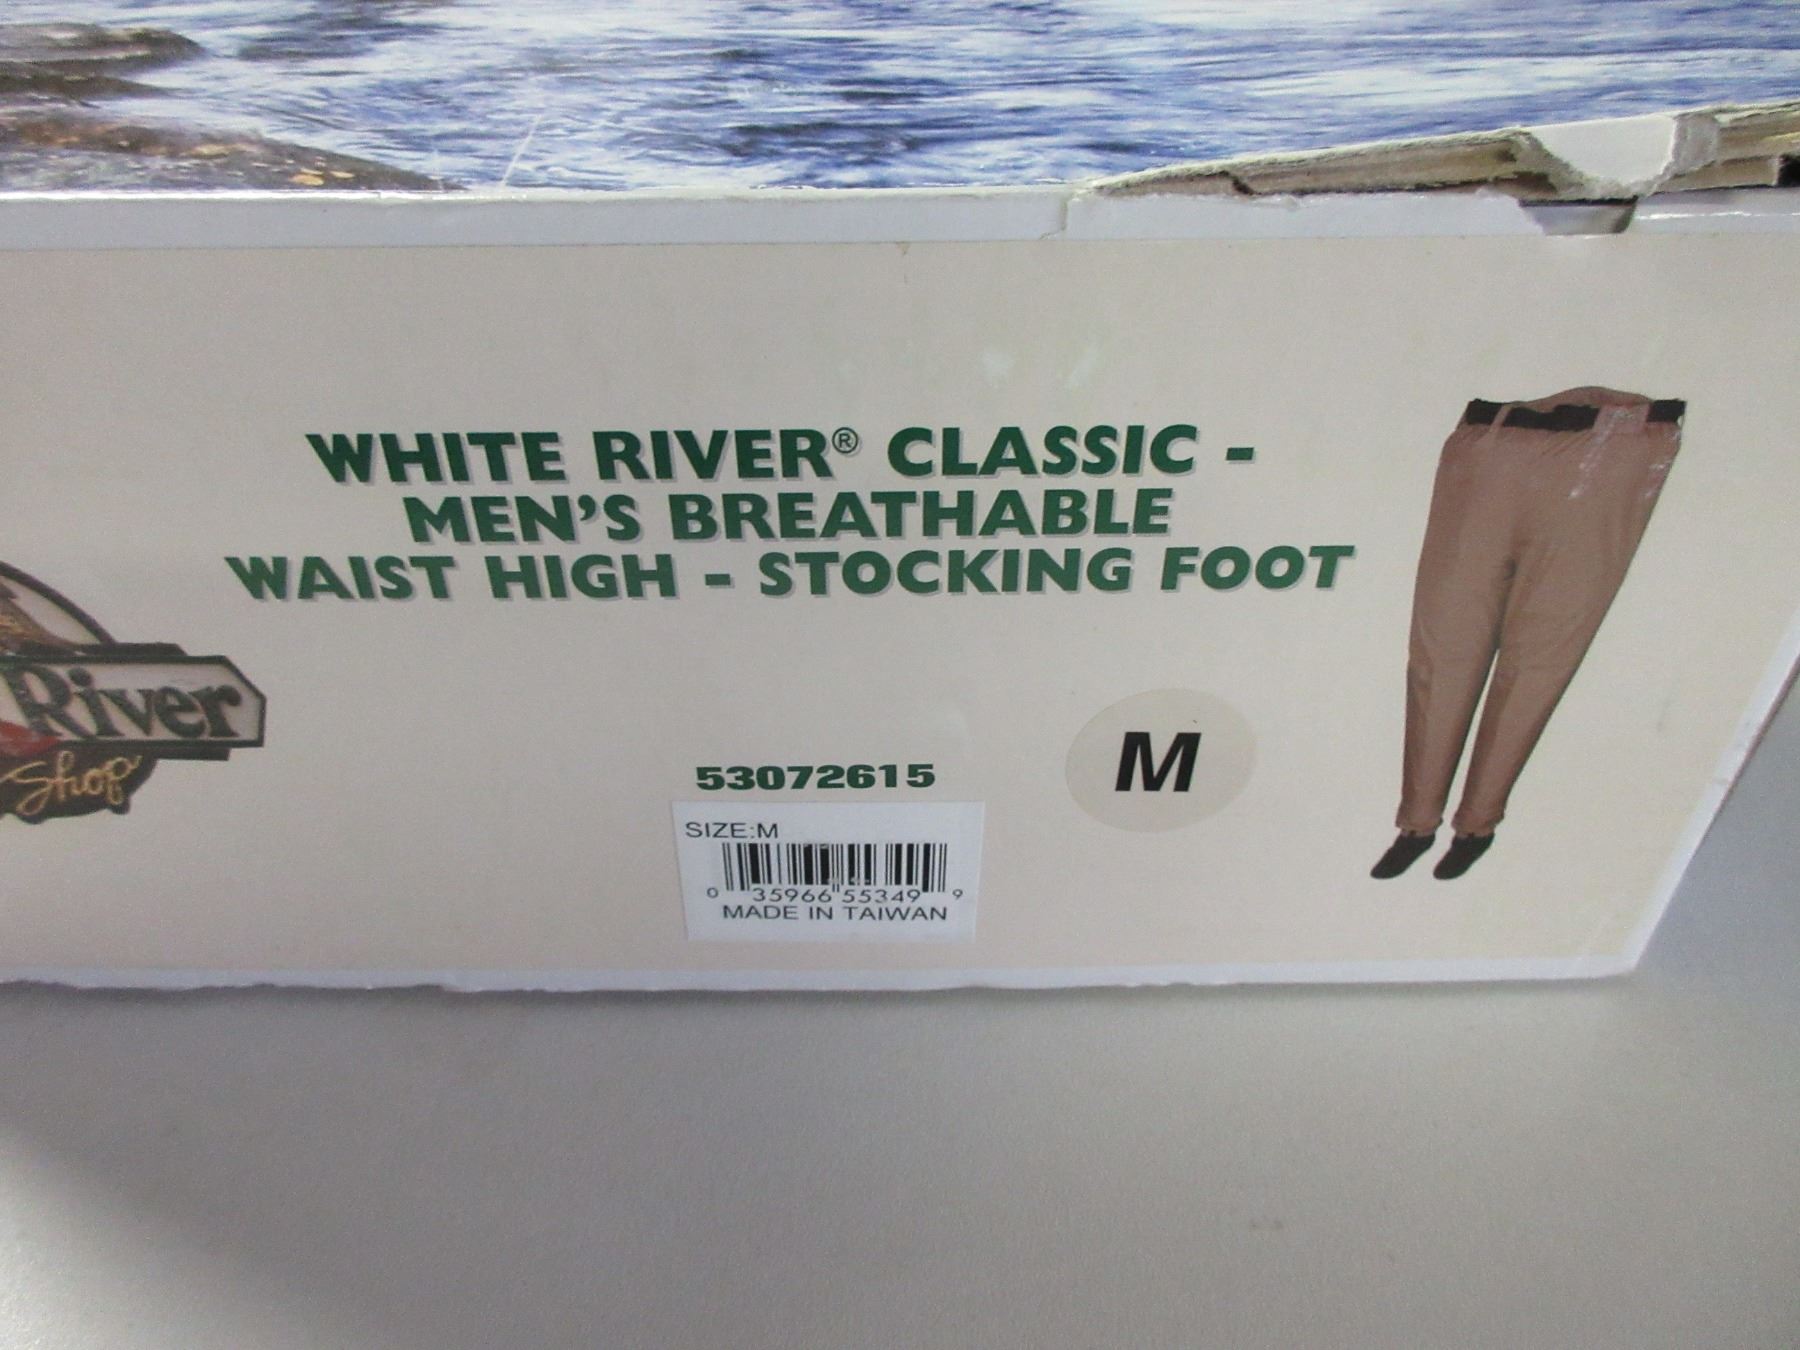 WHITE RIVER® CLASSIC -
MEN'S BREATHABLE
WAIST HIGH - STOCKING FOOT
River
Shop
53072615
M
SIZE:M
0 35966 55349 9
MADE IN TAIWAN